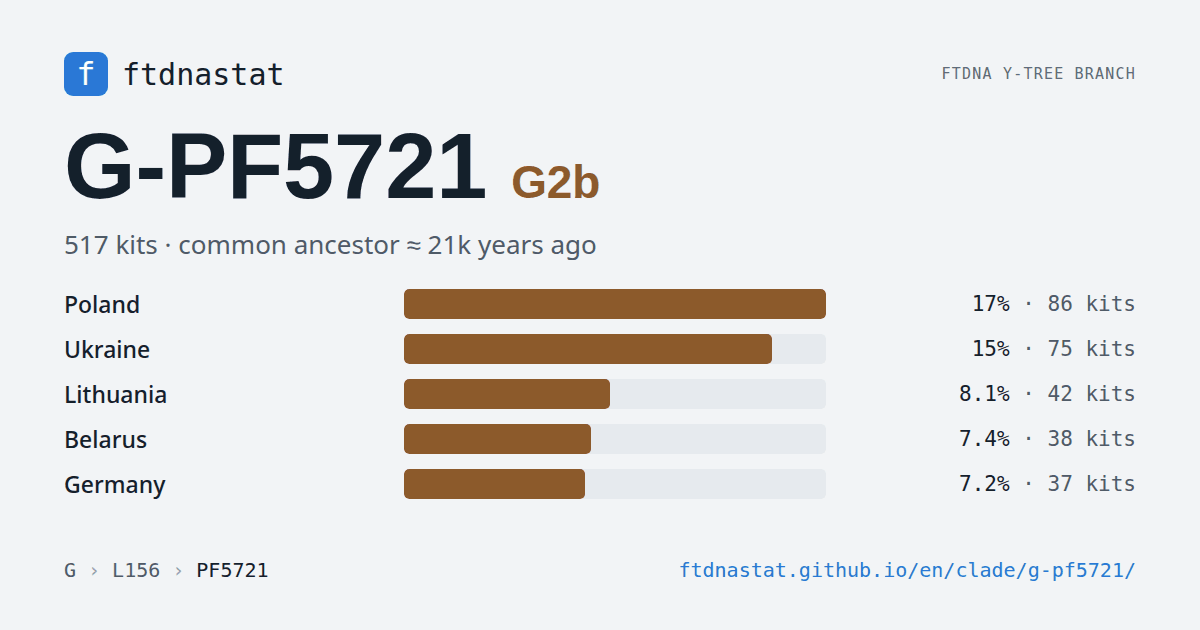 f ftdnastat
FTDNA Y-TREE BRANCH
G-PF5721 G2b
517 kits · common ancestor ≈ 21k years ago
Poland 17% · 86 kits
Ukraine 15% · 75 kits
Lithuania 8.1% · 42 kits
Belarus 7.4% · 38 kits
Germany 7.2% · 37 kits
G › L156 › PF5721
ftdnastat.github.io/en/clade/g-pf5721/